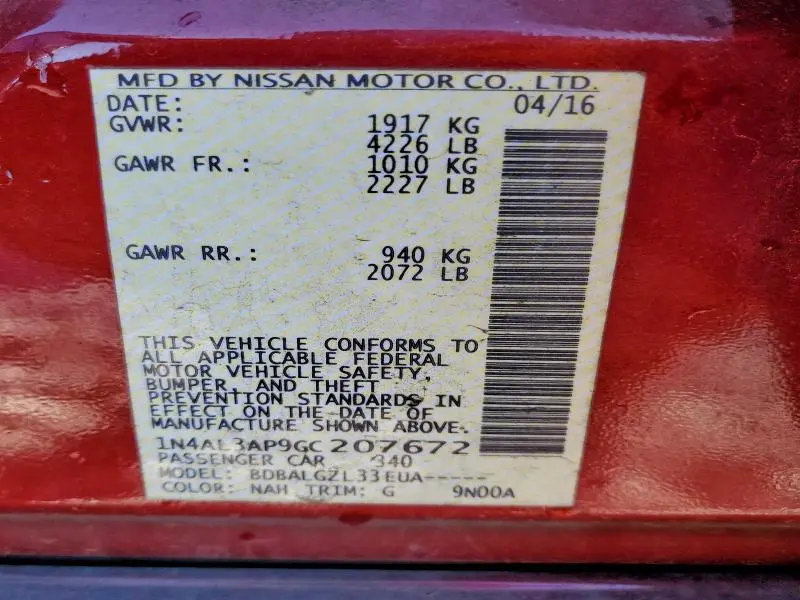 MFD BY NISSAN MOTOR CO., LTD.
DATE: 04/16
GVWR: 1917 KG
4226 LB
GAWR FR.: 1010 KG
2227 LB
GAWR RR.: 940 KG
2072 LB
THIS VEHICLE CONFORMS TO
ALL APPLICABLE FEDERAL
MOTOR VEHICLE SAFETY,
BUMPER, AND THEFT
PREVENTION STANDARDS IN
EFFECT ON THE DATE OF
MANUFACTURE SHOWN ABOVE.
1N4AL3AP9GC207672
PASSENGER CAR 340
MODEL: BDBALGZL33EUA-----
COLOR: NAH TRIM: G 9N00A